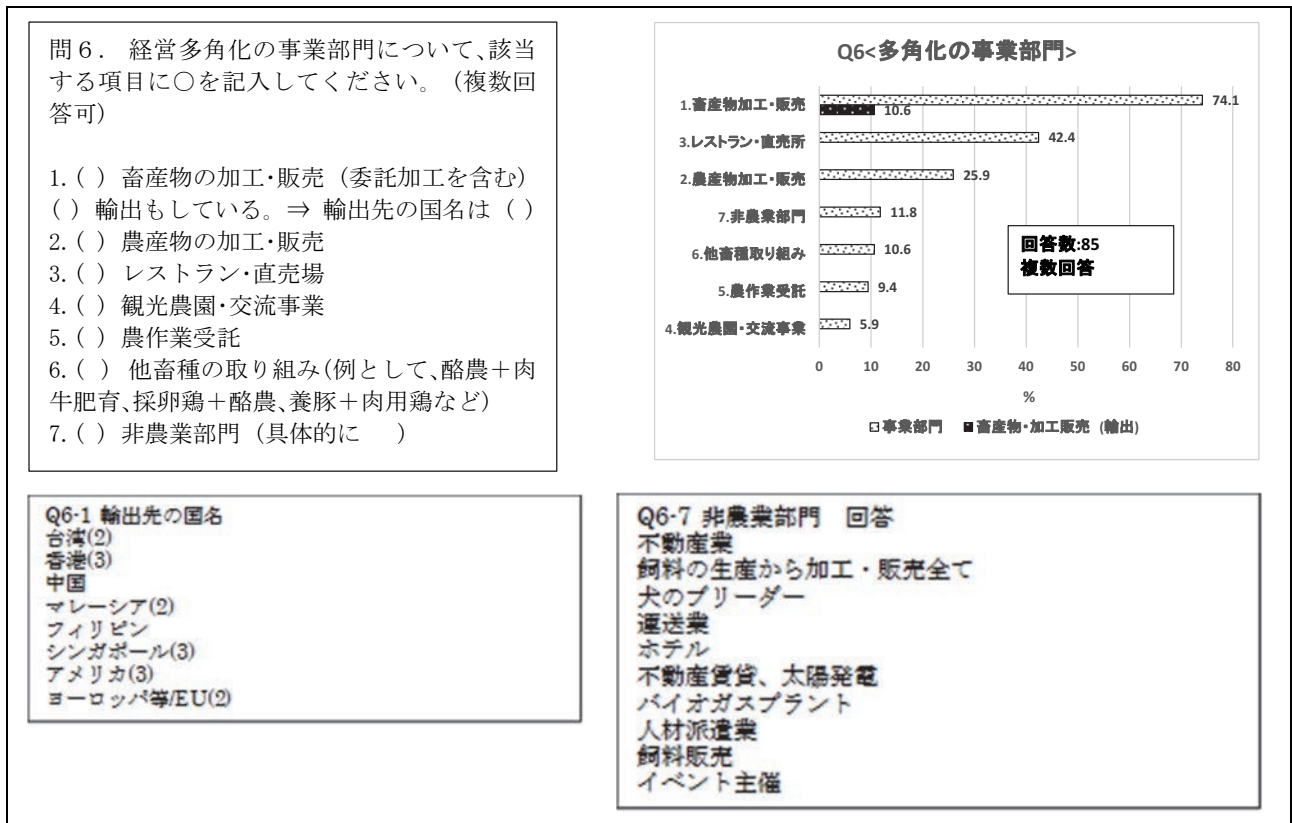 問６． 経営多角化の事業部門について、該当
する項目に○を記入してください。（複数回
答可）
1.( ) 畜産物の加工･販売（委託加工を含む）
( ) 輸出もしている。⇒ 輸出先の国名は ( )
2.( ) 農産物の加工･販売
3.( ) レストラン･直売場
4.( ) 観光農園･交流事業
5.( ) 農作業受託
6.( ) 他畜種の取り組み(例として、酪農＋肉
牛肥育、採卵鶏＋酪農、養豚＋肉用鶏など)
7.( ) 非農業部門（具体的に　　）
Q6<多角化の事業部門>
1.畜産物加工・販売 74.1
10.6
3.レストラン・直売所 42.4
2.農産物加工・販売 25.9
7.非農業部門 11.8
6.他畜種取り組み 10.6
5.農作業受託 9.4
4.観光農園・交流事業 5.9
回答数:85
複数回答
0 10 20 30 40 50 60 70 80
%
事業部門 畜産物・加工販売（輸出）
Q6-1 輸出先の国名
台湾(2)
香港(3)
中国
マレーシア(2)
フィリピン
シンガポール(3)
アメリカ(3)
ヨーロッパ等/EU(2)
Q6-7 非農業部門　回答
不動産業
飼料の生産から加工・販売全て
犬のブリーダー
運送業
ホテル
不動産賃貸、太陽発電
バイオガスプラント
人材派遣業
飼料販売
イベント主催